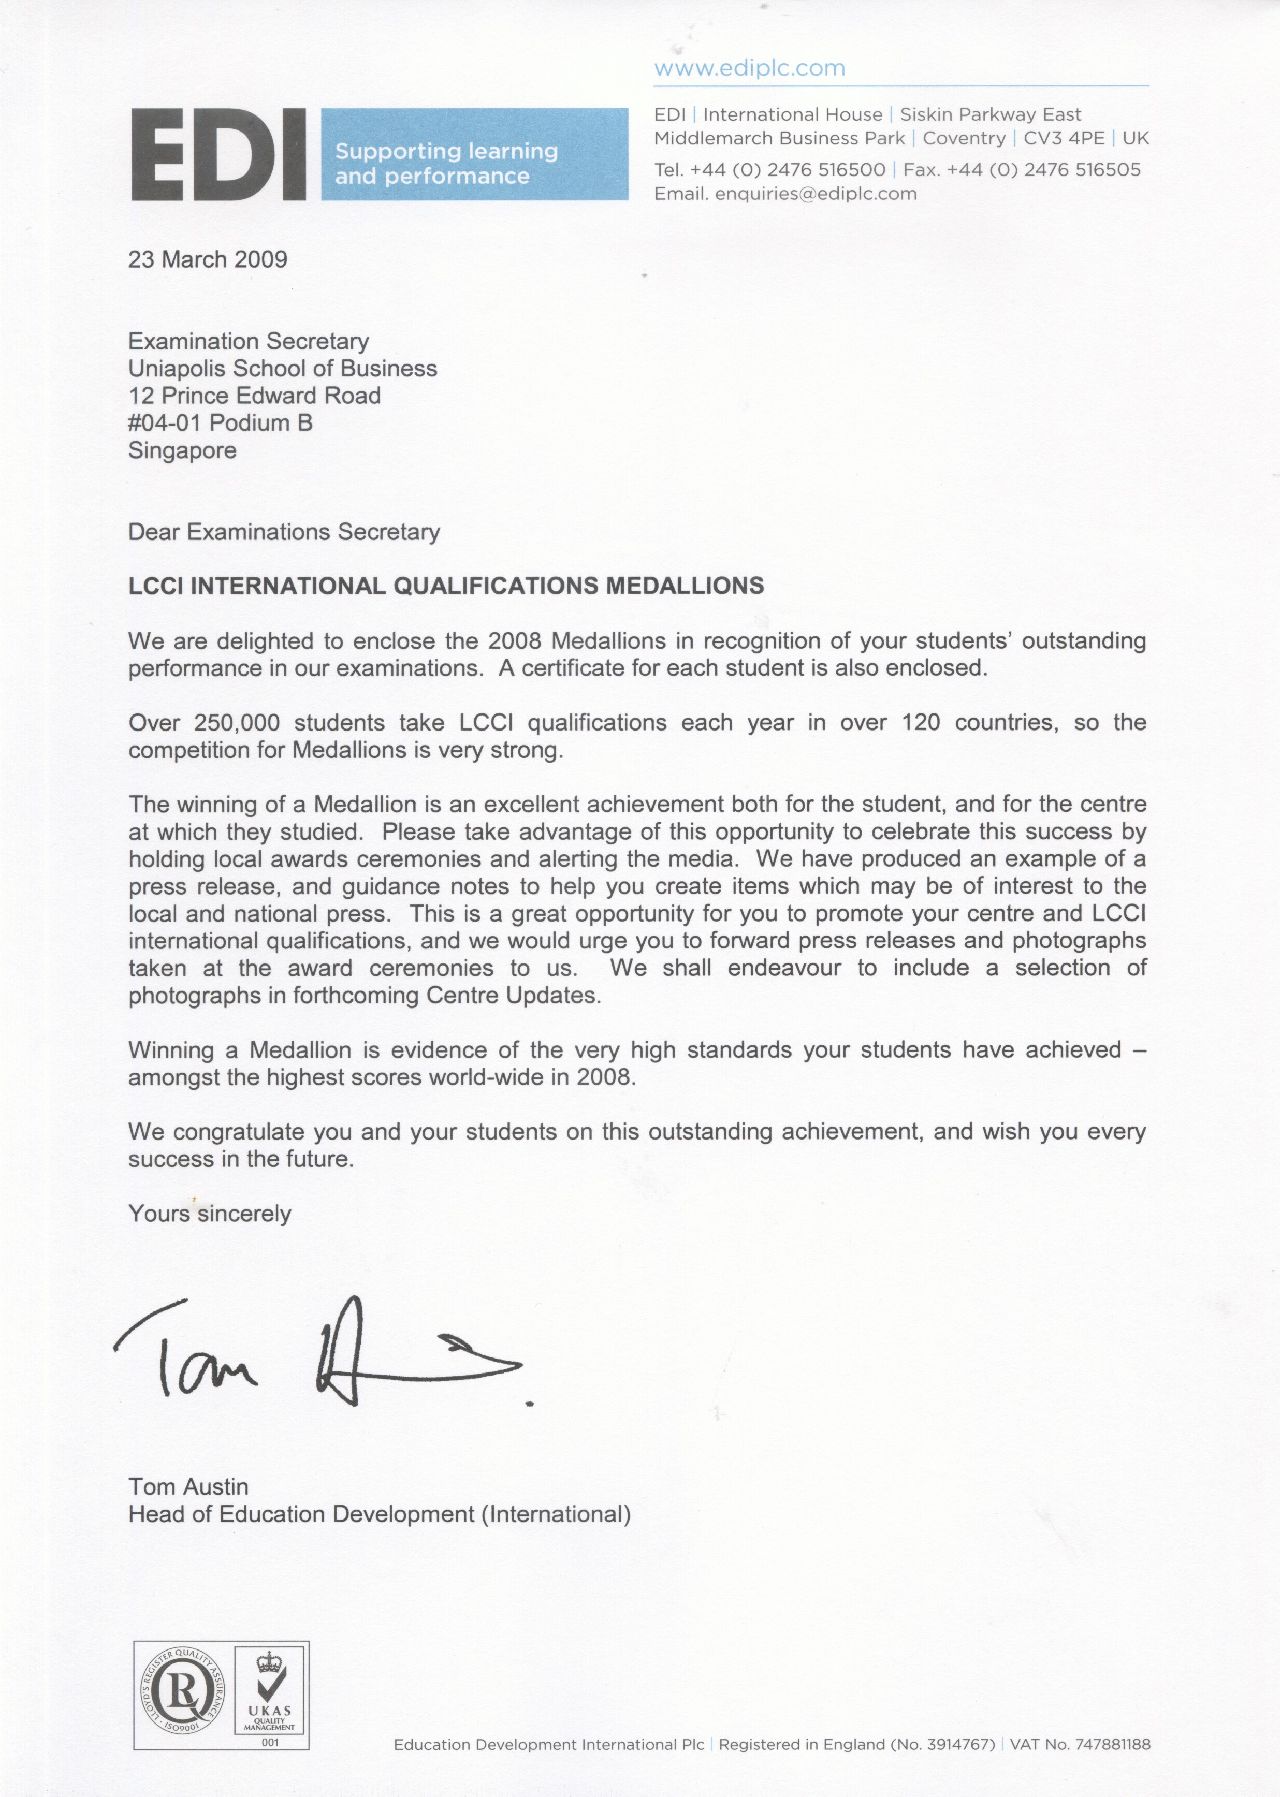 www.ediplc.com
EDI
Supporting learning
and performance
EDI | International House | Siskin Parkway East
Middlemarch Business Park | Coventry | CV3 4PE | UK
Tel. +44 (0) 2476 516500 | Fax. +44 (0) 2476 516505
Email. enquiries@ediplc.com
23 March 2009
Examination Secretary
Uniapolis School of Business
12 Prince Edward Road
#04-01 Podium B
Singapore
Dear Examinations Secretary
LCCI INTERNATIONAL QUALIFICATIONS MEDALLIONS
We are delighted to enclose the 2008 Medallions in recognition of your students' outstanding
performance in our examinations. A certificate for each student is also enclosed.
Over 250,000 students take LCCI qualifications each year in over 120 countries, so the
competition for Medallions is very strong.
The winning of a Medallion is an excellent achievement both for the student, and for the centre
at which they studied. Please take advantage of this opportunity to celebrate this success by
holding local awards ceremonies and alerting the media. We have produced an example of a
press release, and guidance notes to help you create items which may be of interest to the
local and national press. This is a great opportunity for you to promote your centre and LCCI
international qualifications, and we would urge you to forward press releases and photographs
taken at the award ceremonies to us. We shall endeavour to include a selection of
photographs in forthcoming Centre Updates.
Winning a Medallion is evidence of the very high standards your students have achieved –
amongst the highest scores world-wide in 2008.
We congratulate you and your students on this outstanding achievement, and wish you every
success in the future.
Yours sincerely
Tom
Tom Austin
Head of Education Development (International)
LLOYD'S REGISTER QUALITY ASSURANCE
R
ISO9001
UKAS
QUALITY
MANAGEMENT
001
Education Development International Plc | Registered in England (No. 3914767) | VAT No. 747881188